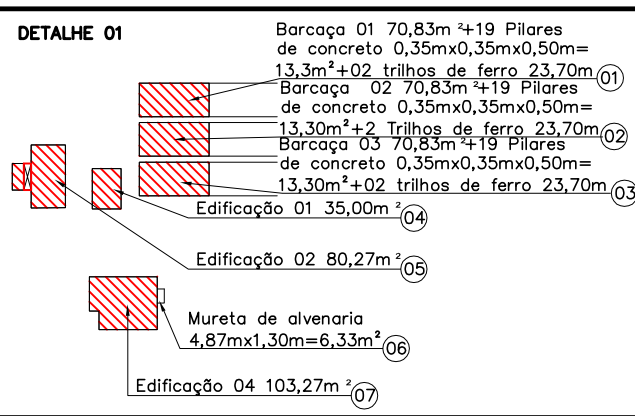 DETALHE 01
Barcaça 01 70,83m²+19 Pilares
de concreto 0,35mx0,35mx0,50m=
13,3m²+02 trilhos de ferro 23,70m 01
Barcaça 02 70,83m²+19 Pilares
de concreto 0,35mx0,35mx0,50m=
13,30m²+2 Trilhos de ferro 23,70m 02
Barcaça 03 70,83m²+19 Pilares
de concreto 0,35mx0,35mx0,50m=
13,30m²+02 trilhos de ferro 23,70m 03
Edificação 01 35,00m² 04
Edificação 02 80,27m² 05
Mureta de alvenaria
4,87mx1,30m=6,33m² 06
Edificação 04 103,27m² 07